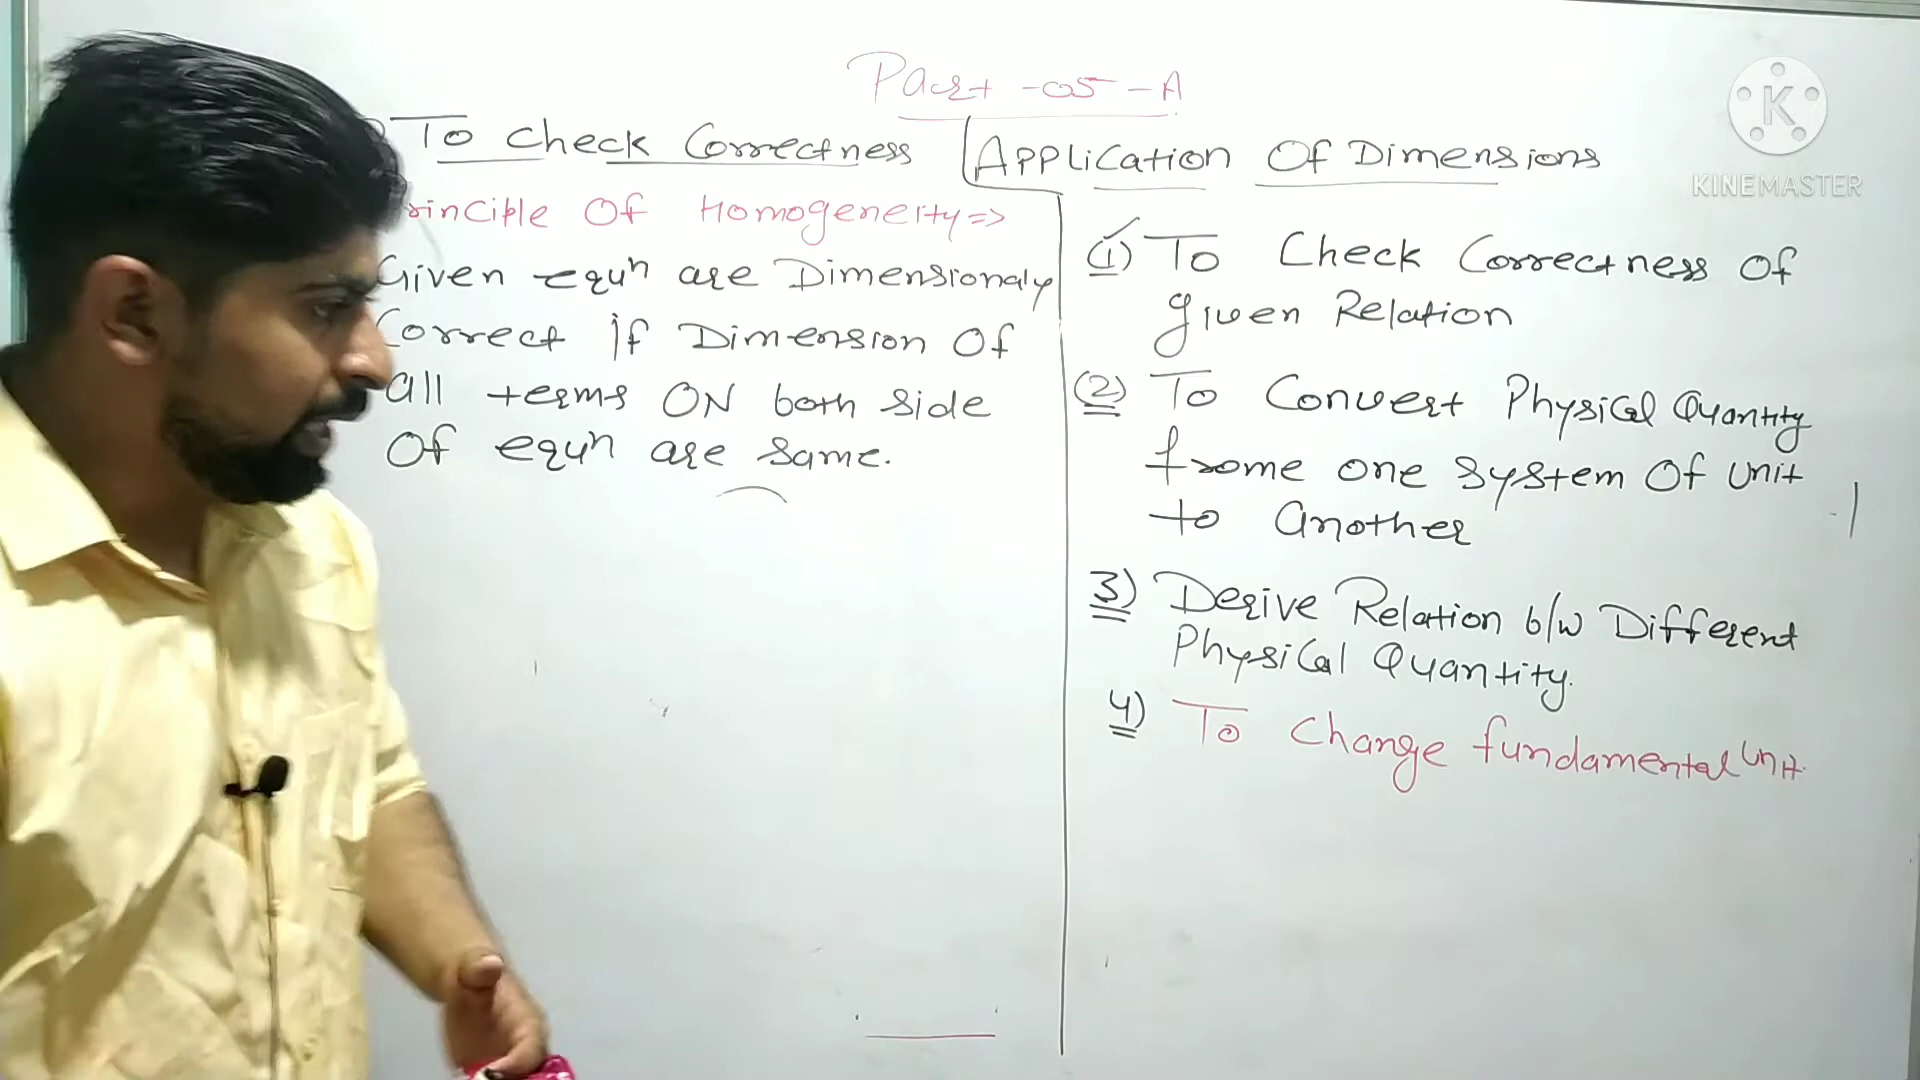 Part -05-A
To Check Correctness
rinciple Of Homogeneity=>
Given equn are Dimensionaly
Correct if Dimension Of
all terms ON both side
Of equn are same.
Application Of Dimensions
(1) To Check Correctness Of
given Relation
(2) To Convert Physical Quantity
frome one System Of Unit
to another
3) Derive Relation b/w Different
Physical Quantity.
4) To Change fundamental Unit.
K
KINEMASTER